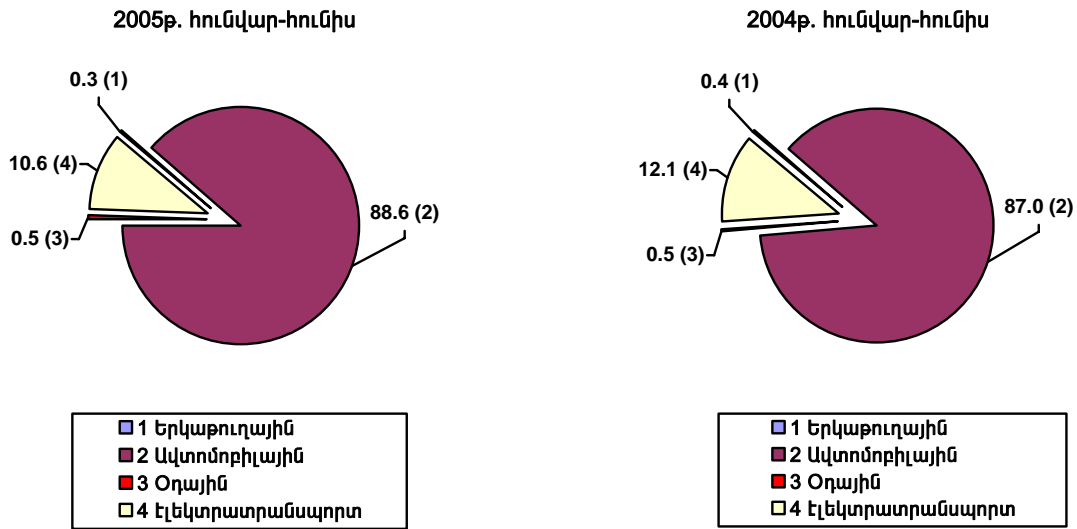 2005թ. հունվար-հունիս
0.3 (1)
10.6 (4)
88.6 (2)
0.5 (3)
1 Երկաթուղային
2 Ավտոմոբիլային
3 Օդային
4 էլեկտրատրանսպորտ
2004թ. հունվար-հունիս
0.4 (1)
12.1 (4)
87.0 (2)
0.5 (3)
1 Երկաթուղային
2 Ավտոմոբիլային
3 Օդային
4 էլեկտրատրանսպորտ